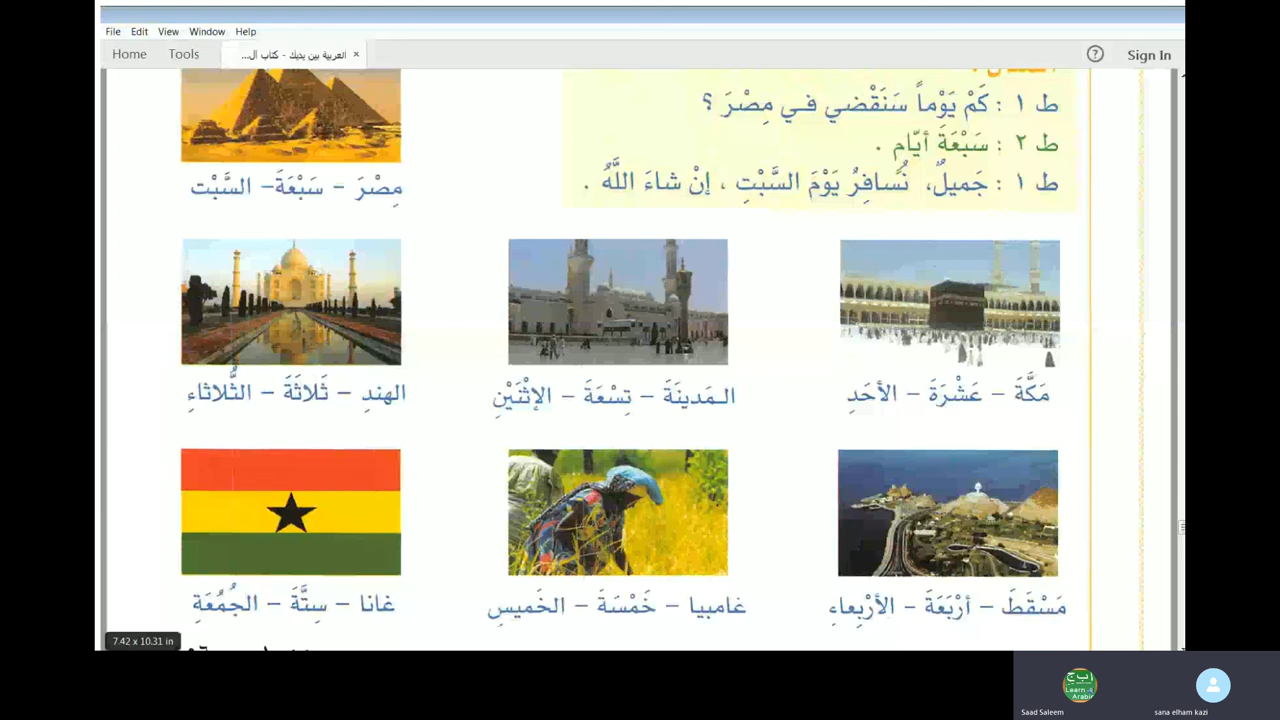 File Edit View Window Help
Home Tools العربية بين يديك - كتاب ال... × ? Sign In
ط ١ : كَمْ يَوْماً سَنَقْضي في مِصْرَ ؟
ط ٢ : سَبْعَةَ أيّام .
ط ١ : جَميلٌ، نُسافِرُ يَوْمَ السَّبْتِ ، إنْ شاءَ اللَّهُ .
مِصْرَ – سَبْعَةَ– السَّبْت
مَكَّةَ – عَشْرَةَ – الأحَدِ
الـمَدينَةَ – تِسْعَةَ – الإثْنَيْنِ
الهندِ – ثَلاثَةَ – الثُّلاثاءِ
مَسْقَطَ – أرْبَعَةَ – الأرْبِعاءِ
غامبيا – خَمْسَةَ – الخَميسِ
غانا – سِتَّةَ – الجُمُعَةِ
7.42 x 10.31 in
أ ب ج
Learn Arabic
Saad Saleem
sana elham kazi